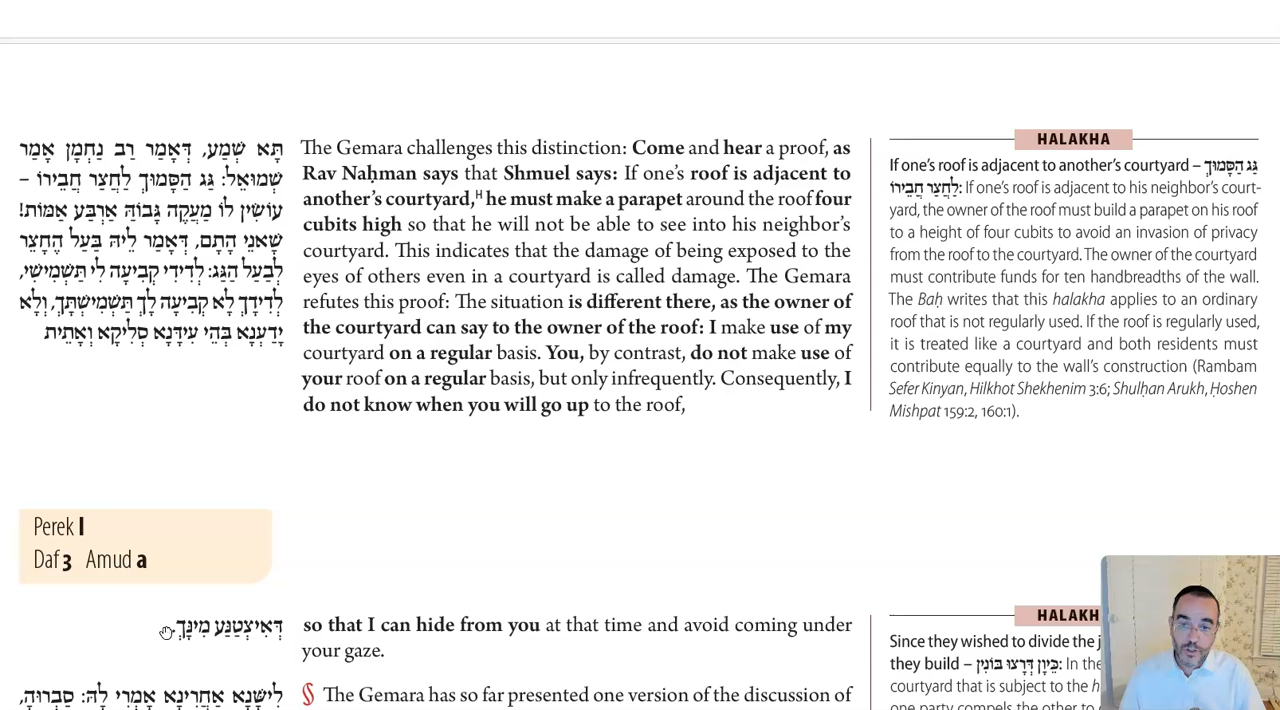 תָּא שְׁמַע, דְּאָמַר רַב נַחְמָן אָמַר
שְׁמוּאֵל: גַּג הַסָּמוּךְ לַחֲצַר חֲבֵירוֹ –
עוֹשִׂין לוֹ מַעֲקֶה גָּבוֹהַּ אַרְבַּע אַמּוֹת!
שָׁאנֵי הָתָם, דְּאָמַר לֵיהּ בַּעַל הֶחָצֵר
לְבַעַל הַגַּג: לְדִידִי קְבִיעָה לִי תַּשְׁמִישִׁי,
לְדִידָךְ לָא קְבִיעָה לָךְ תַּשְׁמִישְׁתָּךְ, וְלָא
יָדַעְנָא בְּהֵי עִידָּנָא סָלֵיקָא וְאָתֵית
The Gemara challenges this distinction: Come and hear a proof, as
Rav Naḥman says that Shmuel says: If one's roof is adjacent to
another's courtyard,ᴴ he must make a parapet around the roof four
cubits high so that he will not be able to see into his neighbor's
courtyard. This indicates that the damage of being exposed to the
eyes of others even in a courtyard is called damage. The Gemara
refutes this proof: The situation is different there, as the owner of
the courtyard can say to the owner of the roof: I make use of my
courtyard on a regular basis. You, by contrast, do not make use of
your roof on a regular basis, but only infrequently. Consequently, I
do not know when you will go up to the roof,
HALAKHA
If one's roof is adjacent to another's courtyard – גַּג הַסָּמוּךְ
לַחֲצַר חֲבֵירוֹ: If one's roof is adjacent to his neighbor's court-
yard, the owner of the roof must build a parapet on his roof
to a height of four cubits to avoid an invasion of privacy
from the roof to the courtyard. The owner of the courtyard
must contribute funds for ten handbreadths of the wall.
The Baḥ writes that this halakha applies to an ordinary
roof that is not regularly used. If the roof is regularly used,
it is treated like a courtyard and both residents must
contribute equally to the wall's construction (Rambam
Sefer Kinyan, Hilkhot Shekhenim 3:6; Shulḥan Arukh, Ḥoshen
Mishpat 159:2, 160:1).
Perek I
Daf 3 Amud a
דְּאִיצְטְנַּע מִינָּךְ.
so that I can hide from you at that time and avoid coming under
your gaze.
לִישָּׁנָא אַחֲרִינָא אָמְרִי לָהּ: סַבְרוּהָ,
§ The Gemara has so far presented one version of the discussion of
HALAKH
Since they wished to divide the
they build – כֵּיוָן דְּרָצוּ בּוֹנִין: In the
courtyard that is subject to the
one party compels the other to